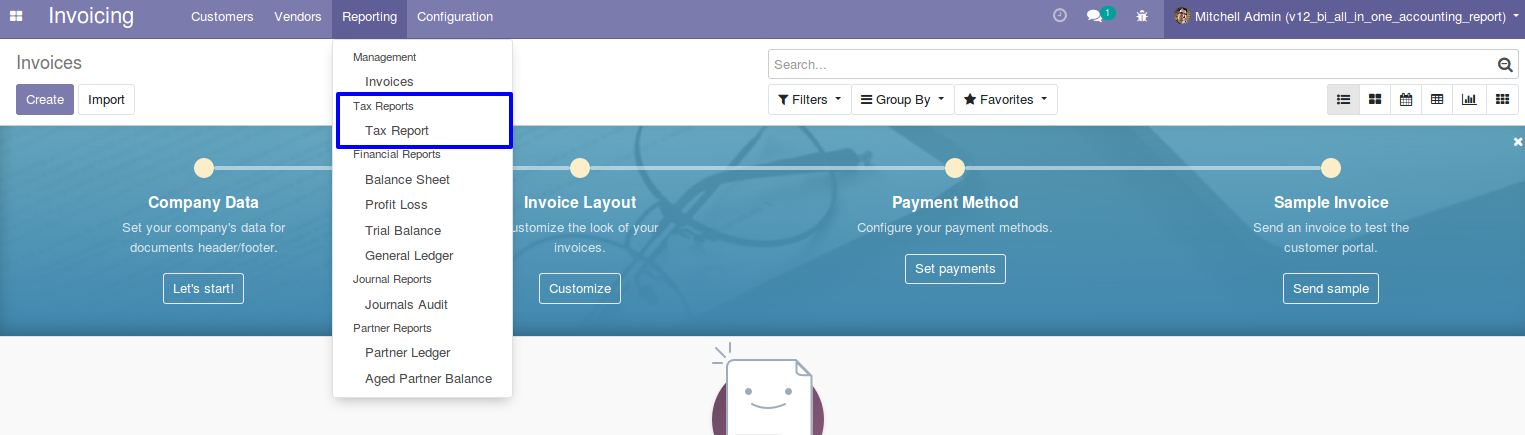 Invoicing
Customers
Vendors
Reporting
Configuration
1
Mitchell Admin (v12_bi_all_in_one_accounting_report)
Invoices
Search...
Create
Import
Filters
Group By
Favorites
Management
Invoices
Tax Reports
Tax Report
Financial Reports
Balance Sheet
Profit Loss
Trial Balance
General Ledger
Journal Reports
Journals Audit
Partner Reports
Partner Ledger
Aged Partner Balance
Company Data
Set your company's data for
documents header/footer.
Let's start!
Invoice Layout
ustomize the look of your
invoices.
Customize
Payment Method
Configure your payment methods.
Set payments
Sample Invoice
Send an invoice to test the
customer portal.
Send sample